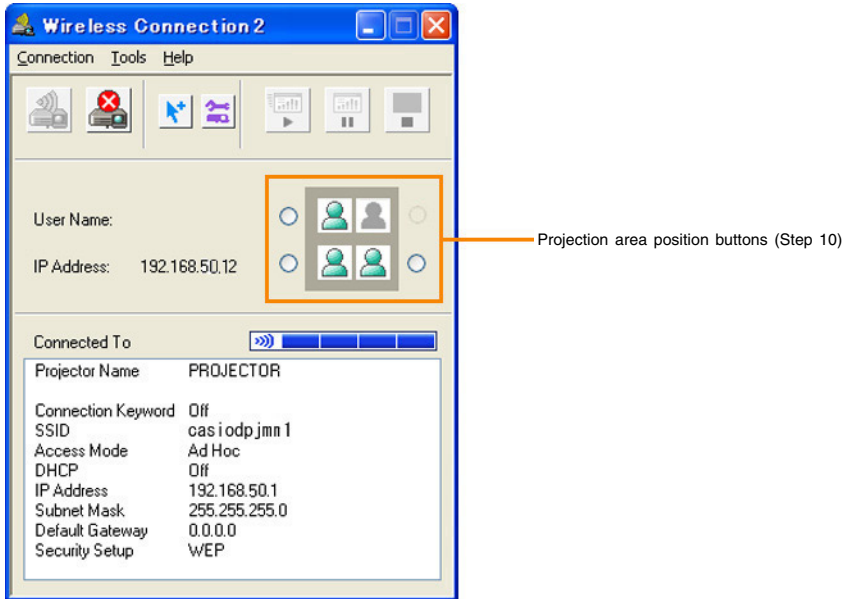 Wireless Connection 2
Connection Tools Help
User Name:
IP Address: 192.168.50.12
Projection area position buttons (Step 10)
Connected To
Projector Name PROJECTOR
Connection Keyword Off
SSID casiodpjmn1
Access Mode Ad Hoc
DHCP Off
IP Address 192.168.50.1
Subnet Mask 255.255.255.0
Default Gateway 0.0.0.0
Security Setup WEP